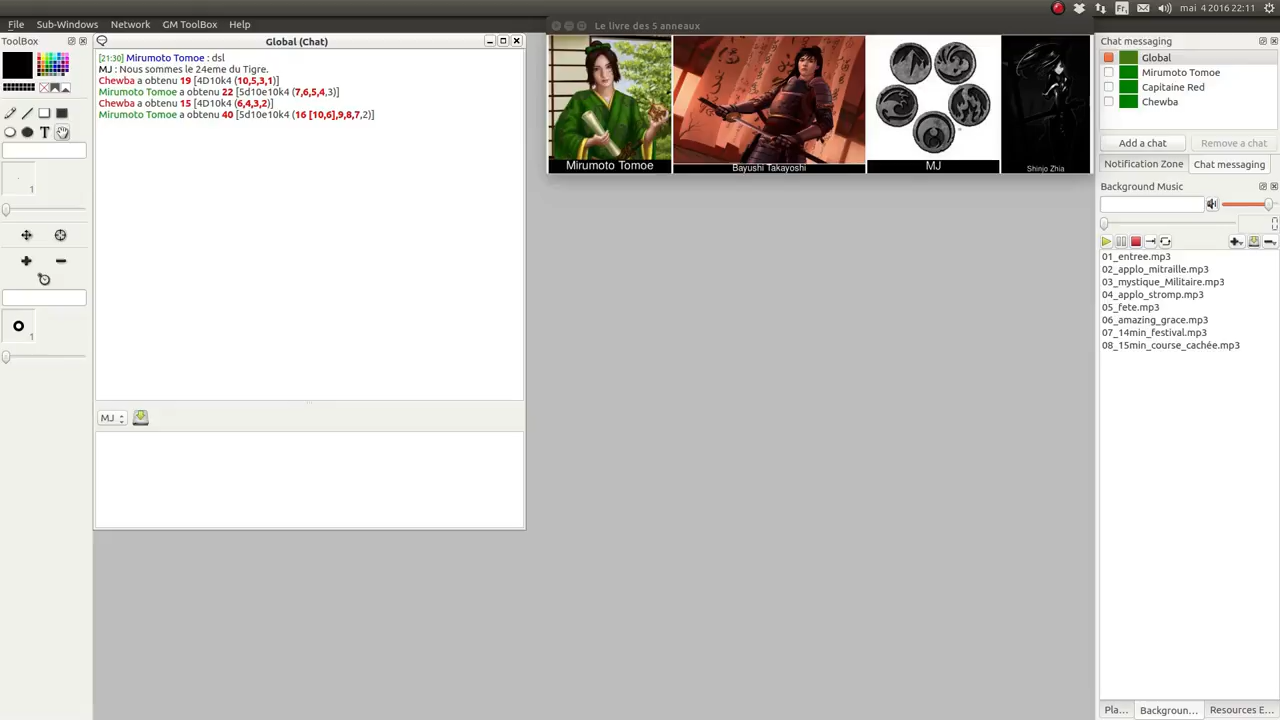 Le livre des 5 anneaux
Fr,
mai 4 2016 22:11
File Sub-Windows Network GM ToolBox Help
ToolBox
Global (Chat)
[21:30] Mirumoto Tomoe : dsl
MJ : Nous sommes le 24eme du Tigre.
Chewba a obtenu 19 [4D10k4 (10,5,3,1)]
Mirumoto Tomoe a obtenu 22 [5d10e10k4 (7,6,5,4,3)]
Chewba a obtenu 15 [4D10k4 (6,4,3,2)]
Mirumoto Tomoe a obtenu 40 [5d10e10k4 (16 [10,6],9,8,7,2)]
T
1
1
MJ
Mirumoto Tomoe
Bayushi Takayoshi
MJ
Shinjo Zhia
Chat messaging
Global
Mirumoto Tomoe
Capitaine Red
Chewba
Add a chat
Remove a chat
Notification Zone
Chat messaging
Background Music
01_entree.mp3
02_applo_mitraille.mp3
03_mystique_Militaire.mp3
04_applo_stromp.mp3
05_fete.mp3
06_amazing_grace.mp3
07_14min_festival.mp3
08_15min_course_cachée.mp3
Pla...
Backgroun...
Resources E...